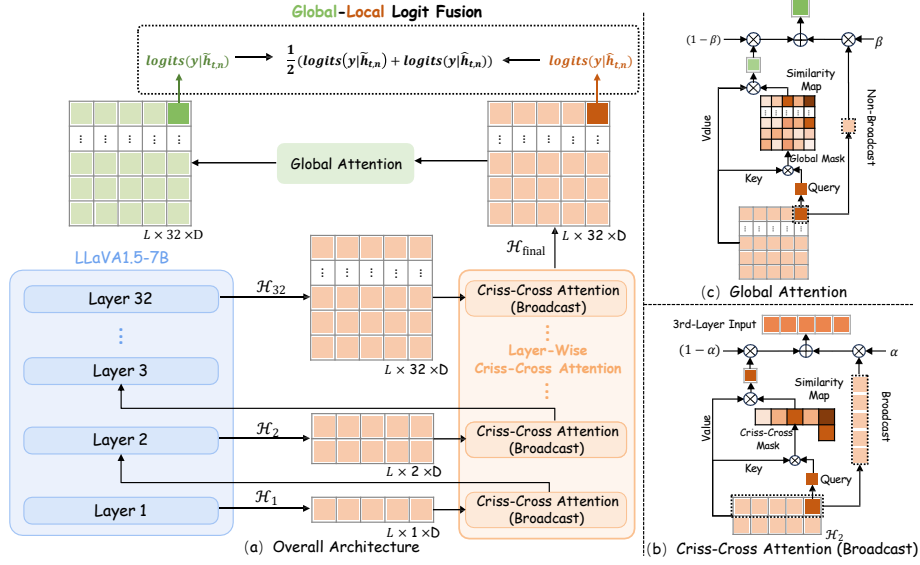 Global-Local Logit Fusion
logits(y|h̃t,n)
1/2(logits(y|h̃t,n) + logits(y|ĥt,n))
logits(y|ĥt,n)
Global Attention
L × 32 ×D
L × 32 ×D
LLaVA1.5-7B
ℋfinal
Layer 32
ℋ32
Criss-Cross Attention
(Broadcast)
Layer-Wise
Criss-Cross Attention
Layer 3
L × 32 ×D
Layer 2
ℋ2
Criss-Cross Attention
(Broadcast)
L × 2 ×D
Layer 1
ℋ1
Criss-Cross Attention
(Broadcast)
L × 1 ×D
(a) Overall Architecture
(1 − β)
β
Similarity
Map
Value
Non-Broadcast
Global Mask
Key
Query
(c) Global Attention
3rd-Layer Input
(1 − α)
α
Similarity
Map
Value
Broadcast
Criss-Cross
Mask
Key
Query
ℋ2
(b) Criss-Cross Attention (Broadcast)